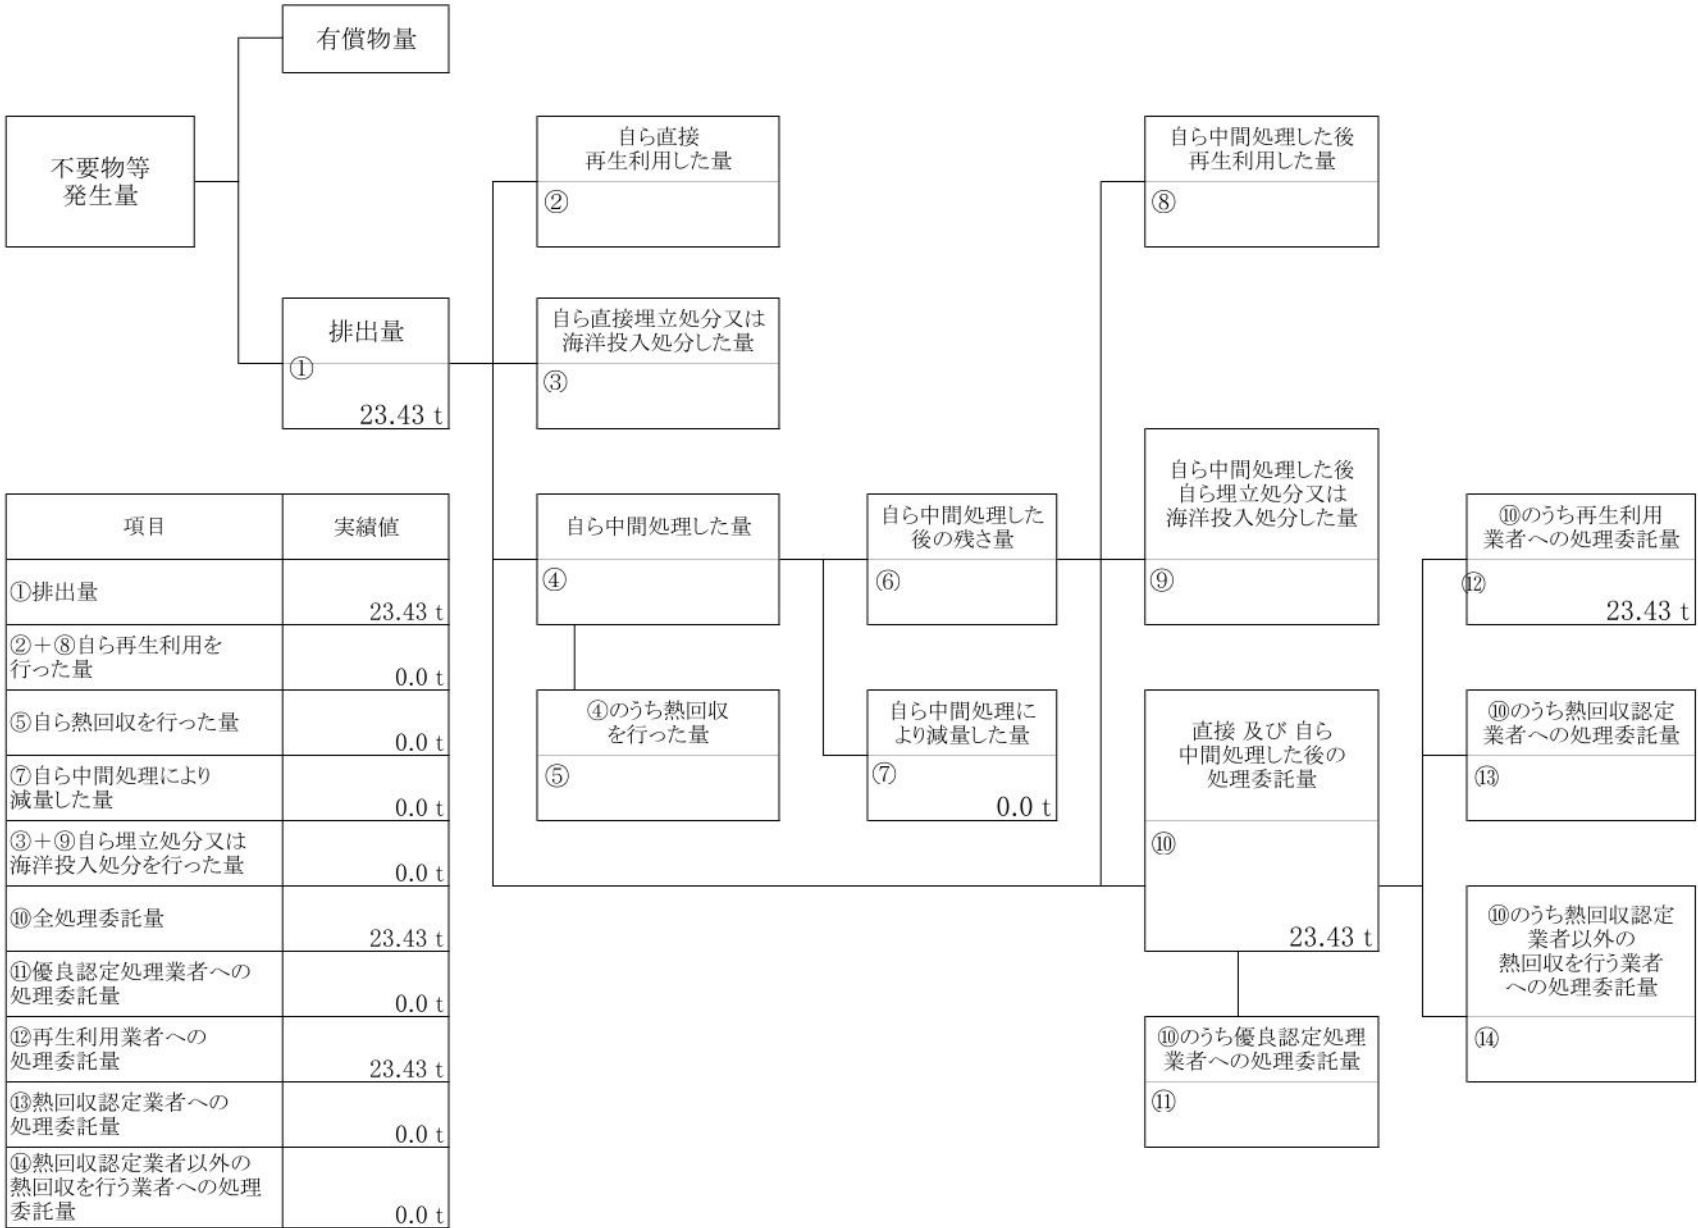 有償物量
不要物等
発生量
排出量
①
23.43 t
自ら直接
再生利用した量
②
自ら直接埋立処分又は
海洋投入処分した量
③
自ら中間処理した量
④
④のうち熱回収
を行った量
⑤
自ら中間処理した
後の残さ量
⑥
自ら中間処理に
より減量した量
⑦
0.0 t
自ら中間処理した後
再生利用した量
⑧
自ら中間処理した後
自ら埋立処分又は
海洋投入処分した量
⑨
直接 及び 自ら
中間処理した後の
処理委託量
⑩
23.43 t
⑩のうち優良認定処理
業者への処理委託量
⑪
⑩のうち再生利用
業者への処理委託量
⑫
23.43 t
⑩のうち熱回収認定
業者への処理委託量
⑬
⑩のうち熱回収認定
業者以外の
熱回収を行う業者
への処理委託量
⑭
項目 実績値
①排出量
23.43 t
②+⑧自ら再生利用を
行った量
0.0 t
⑤自ら熱回収を行った量
0.0 t
⑦自ら中間処理により
減量した量
0.0 t
③+⑨自ら埋立処分又は
海洋投入処分を行った量
0.0 t
⑩全処理委託量
23.43 t
⑪優良認定処理業者への
処理委託量
0.0 t
⑫再生利用業者への
処理委託量
23.43 t
⑬熱回収認定業者への
処理委託量
0.0 t
⑭熱回収認定業者以外の
熱回収を行う業者への処理
委託量
0.0 t